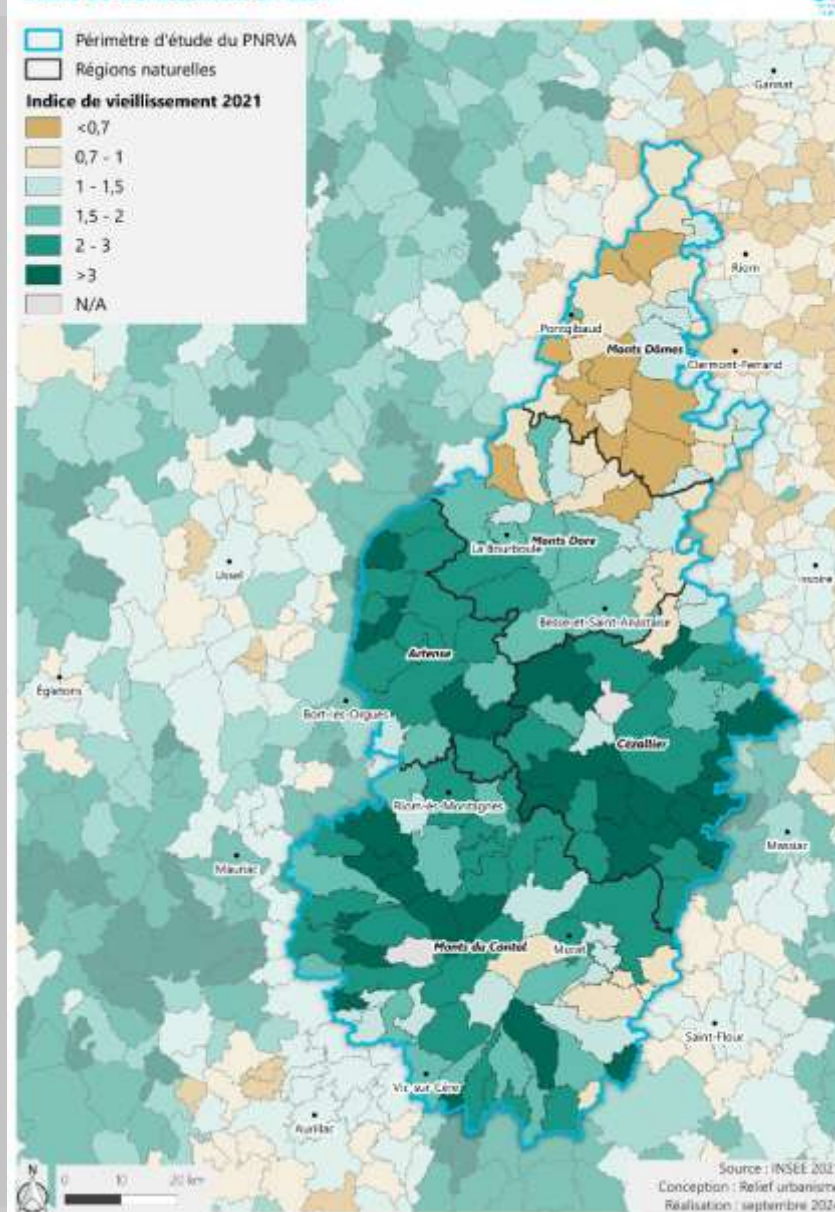 Périmètre d'étude du PNRVA
Régions naturelles
Indice de vieillissement 2021
<0,7
0,7 - 1
1 - 1,5
1,5 - 2
2 - 3
>3
N/A
Gannat
Riom
Pontgibaud
Monts Dômes
Clermont-Ferrand
La Bourboule
Monts Dore
Ussel
Issoire
Besse-et-Saint-Anastaise
Artense
Égletons
Bort-les-Orgues
Cézallier
Riom-ès-Montagnes
Massiac
Mauriac
Monts du Cantal
Murat
Saint-Flour
Vic-sur-Cère
Aurillac
N
0 10 20 km
Source : INSEE 202
Conception : Relief urbanisme
Réalisation : septembre 202